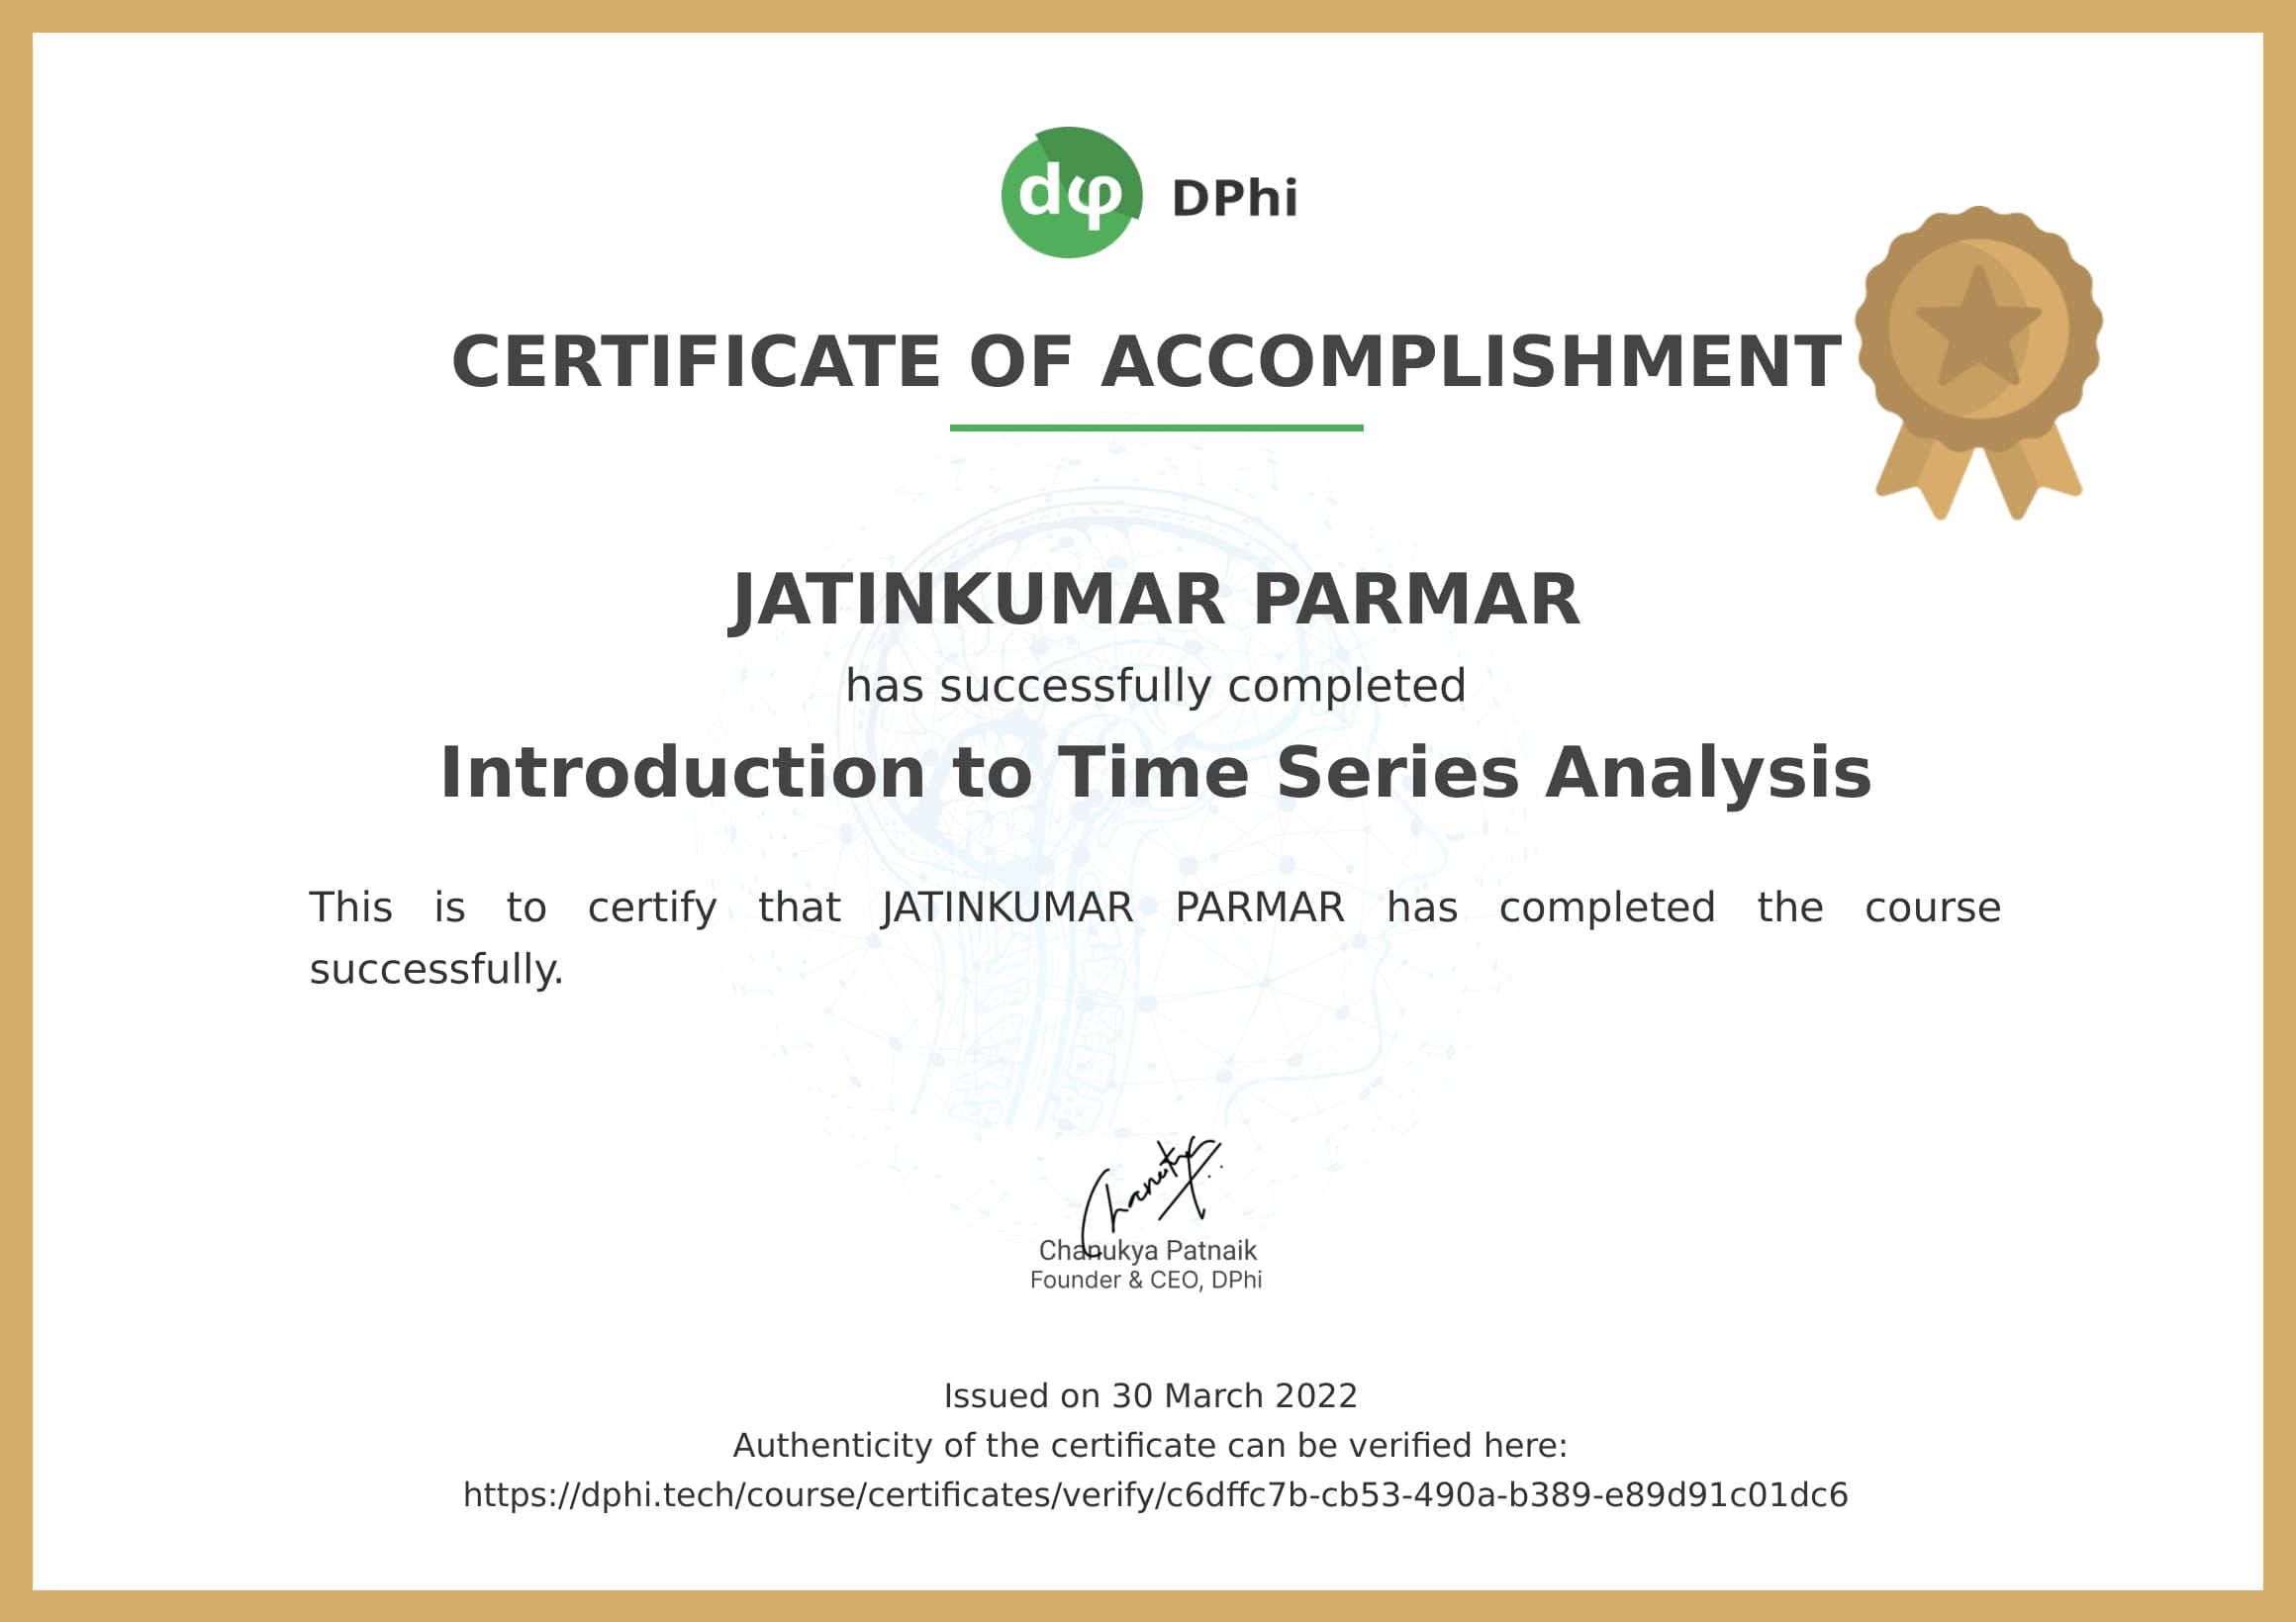 dφ DPhi
CERTIFICATE OF ACCOMPLISHMENT
JATINKUMAR PARMAR
has successfully completed
Introduction to Time Series Analysis
This is to certify that JATINKUMAR PARMAR has completed the course
successfully.
Chanukya Patnaik
Founder & CEO, DPhi
Issued on 30 March 2022
Authenticity of the certificate can be verified here:
https://dphi.tech/course/certificates/verify/c6dffc7b-cb53-490a-b389-e89d91c01dc6